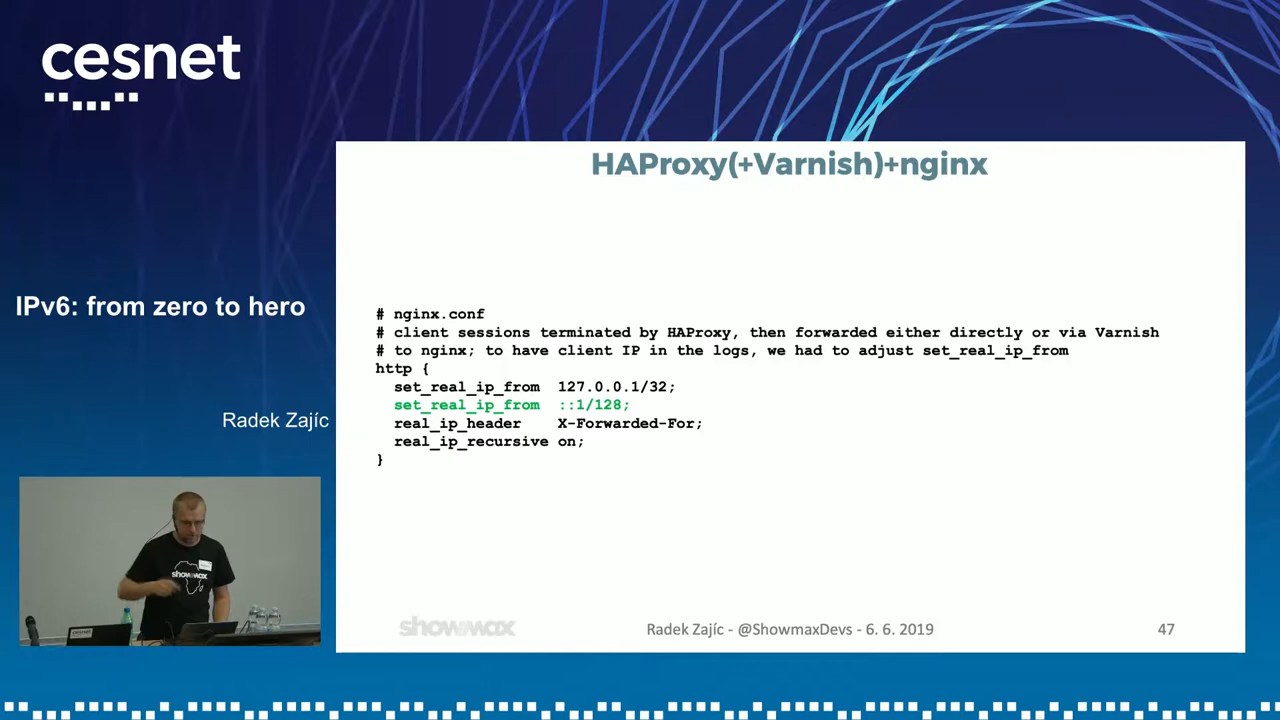 cesnet
HAProxy(+Varnish)+nginx
IPv6: from zero to hero
Radek Zajíc
# nginx.conf
# client sessions terminated by HAProxy, then forwarded either directly or via Varnish
# to nginx; to have client IP in the logs, we had to adjust set_real_ip_from
http {
  set_real_ip_from  127.0.0.1/32;
  set_real_ip_from  ::1/128;
  real_ip_header    X-Forwarded-For;
  real_ip_recursive on;
}
showmax
showmax
Radek Zajíc - @ShowmaxDevs - 6. 6. 2019
47